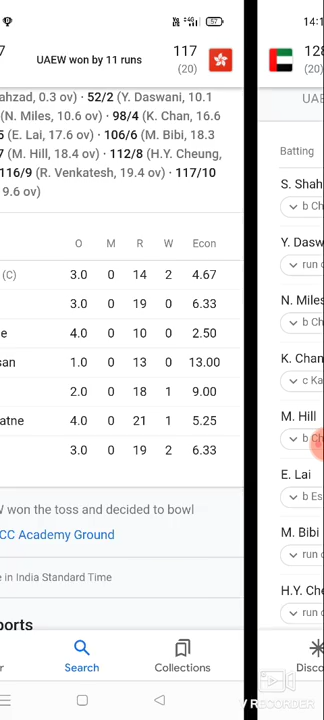 57
UAEW won by 11 runs
117
(20)
ahzad, 0.3 ov) · 52/2 (Y. Daswani, 10.1
(N. Miles, 10.6 ov) · 98/4 (K. Chan, 16.6
5 (E. Lai, 17.6 ov) · 106/6 (M. Bibi, 18.3
7 (M. Hill, 18.4 ov) · 112/8 (H.Y. Cheung,
116/9 (R. Venkatesh, 19.4 ov) · 117/10
9.6 ov)
O M R W Econ
(C) 3.0 0 14 2 4.67
3.0 0 19 0 6.33
e 4.0 0 10 0 2.50
san 1.0 0 13 0 13.00
2.0 0 18 1 9.00
atne 4.0 0 21 1 5.25
3.0 0 19 2 6.33
W won the toss and decided to bowl
CC Academy Ground
e in India Standard Time
ports
r
Search
Collections
14:1
128
(20)
UAE
Batting
S. Shah
b Ch
Y. Dasw
run o
N. Miles
b Ch
K. Chan
c Ka
M. Hill
b Ch
E. Lai
b Es
M. Bibi
run o
H.Y. Che
run o
Disco
V RECORDER